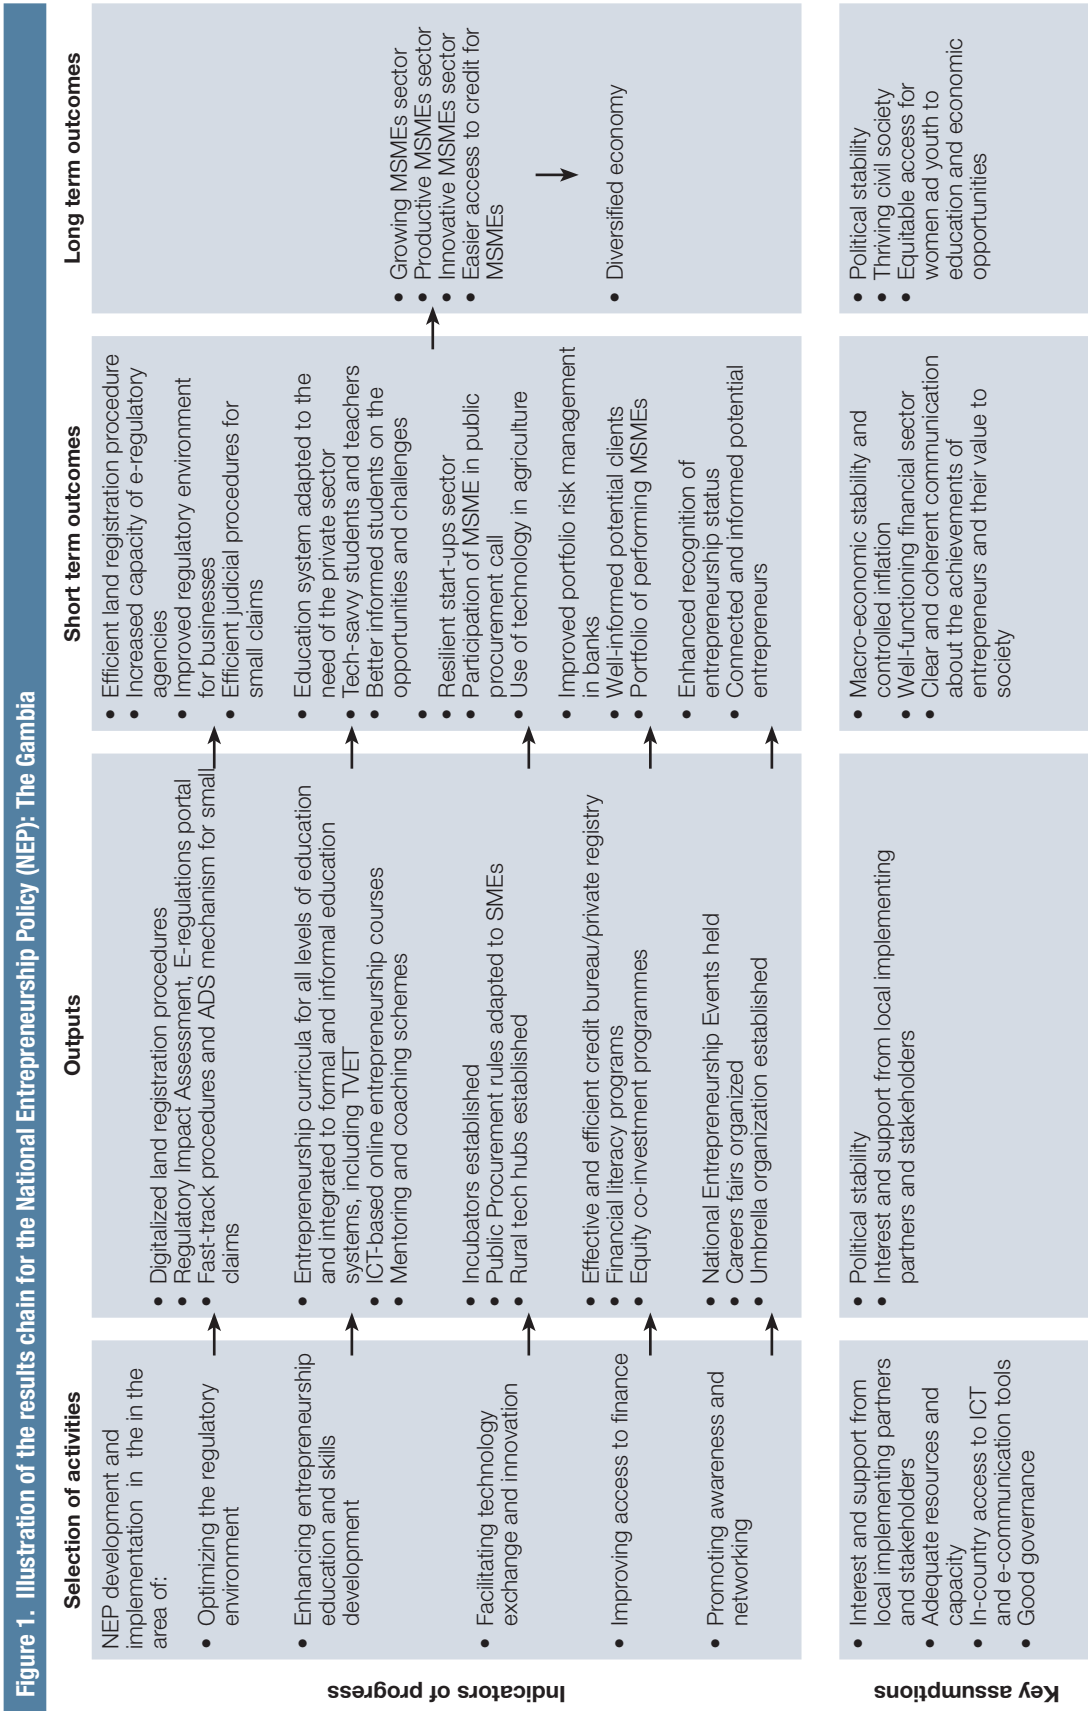 Figure 1. Illustration of the results chain for the National Entrepreneurship Policy (NEP): The Gambia
Selection of activities
Outputs
Short term outcomes
Long term outcomes
Indicators of progress
NEP development and
implementation in the in the
area of:
• Optimizing the regulatory
environment
• Enhancing entrepreneurship
education and skills
development
• Facilitating technology
exchange and innovation
• Improving access to finance
• Promoting awareness and
networking
• Digitalized land registration procedures
• Regulatory Impact Assessment, E-regulations portal
• Fast-track procedures and ADS mechanism for small
claims
• Entrepreneurship curricula for all levels of education
and integrated to formal and informal education
systems, including TVET
• ICT-based online entrepreneurship courses
• Mentoring and coaching schemes
• Incubators established
• Public Procurement rules adapted to SMEs
• Rural tech hubs established
• Effective and efficient credit bureau/private registry
• Financial literacy programs
• Equity co-investment programmes
• National Entrepreneurship Events held
• Careers fairs organized
• Umbrella organization established
• Efficient land registration procedure
• Increased capacity of e-regulatory
agencies
• Improved regulatory environment
for businesses
• Efficient judicial procedures for
small claims
• Education system adapted to the
need of the private sector
• Tech-savvy students and teachers
• Better informed students on the
opportunities and challenges
•
• Resilient start-ups sector
• Participation of MSME in public
procurement call
• Use of technology in agriculture
• Improved portfolio risk management
in banks
• Well-informed potential clients
• Portfolio of performing MSMEs
• Enhanced recognition of
entrepreneurship status
• Connected and informed potential
entrepreneurs
• Growing MSMEs sector
• Productive MSMEs sector
• Innovative MSMEs sector
• Easier access to credit for
MSMEs
• Diversified economy
Key assumptions
• Interest and support from
local implementing partners
and stakeholders
• Adequate resources and
capacity
• In-country access to ICT
and e-communication tools
• Good governance
• Political stability
• Interest and support from local implementing
partners and stakeholders
• Macro-economic stability and
controlled inflation
• Well-functioning financial sector
• Clear and coherent communication
about the achievements of
entrepreneurs and their value to
society
• Political stability
• Thriving civil society
• Equitable access for
women ad youth to
education and economic
opportunities